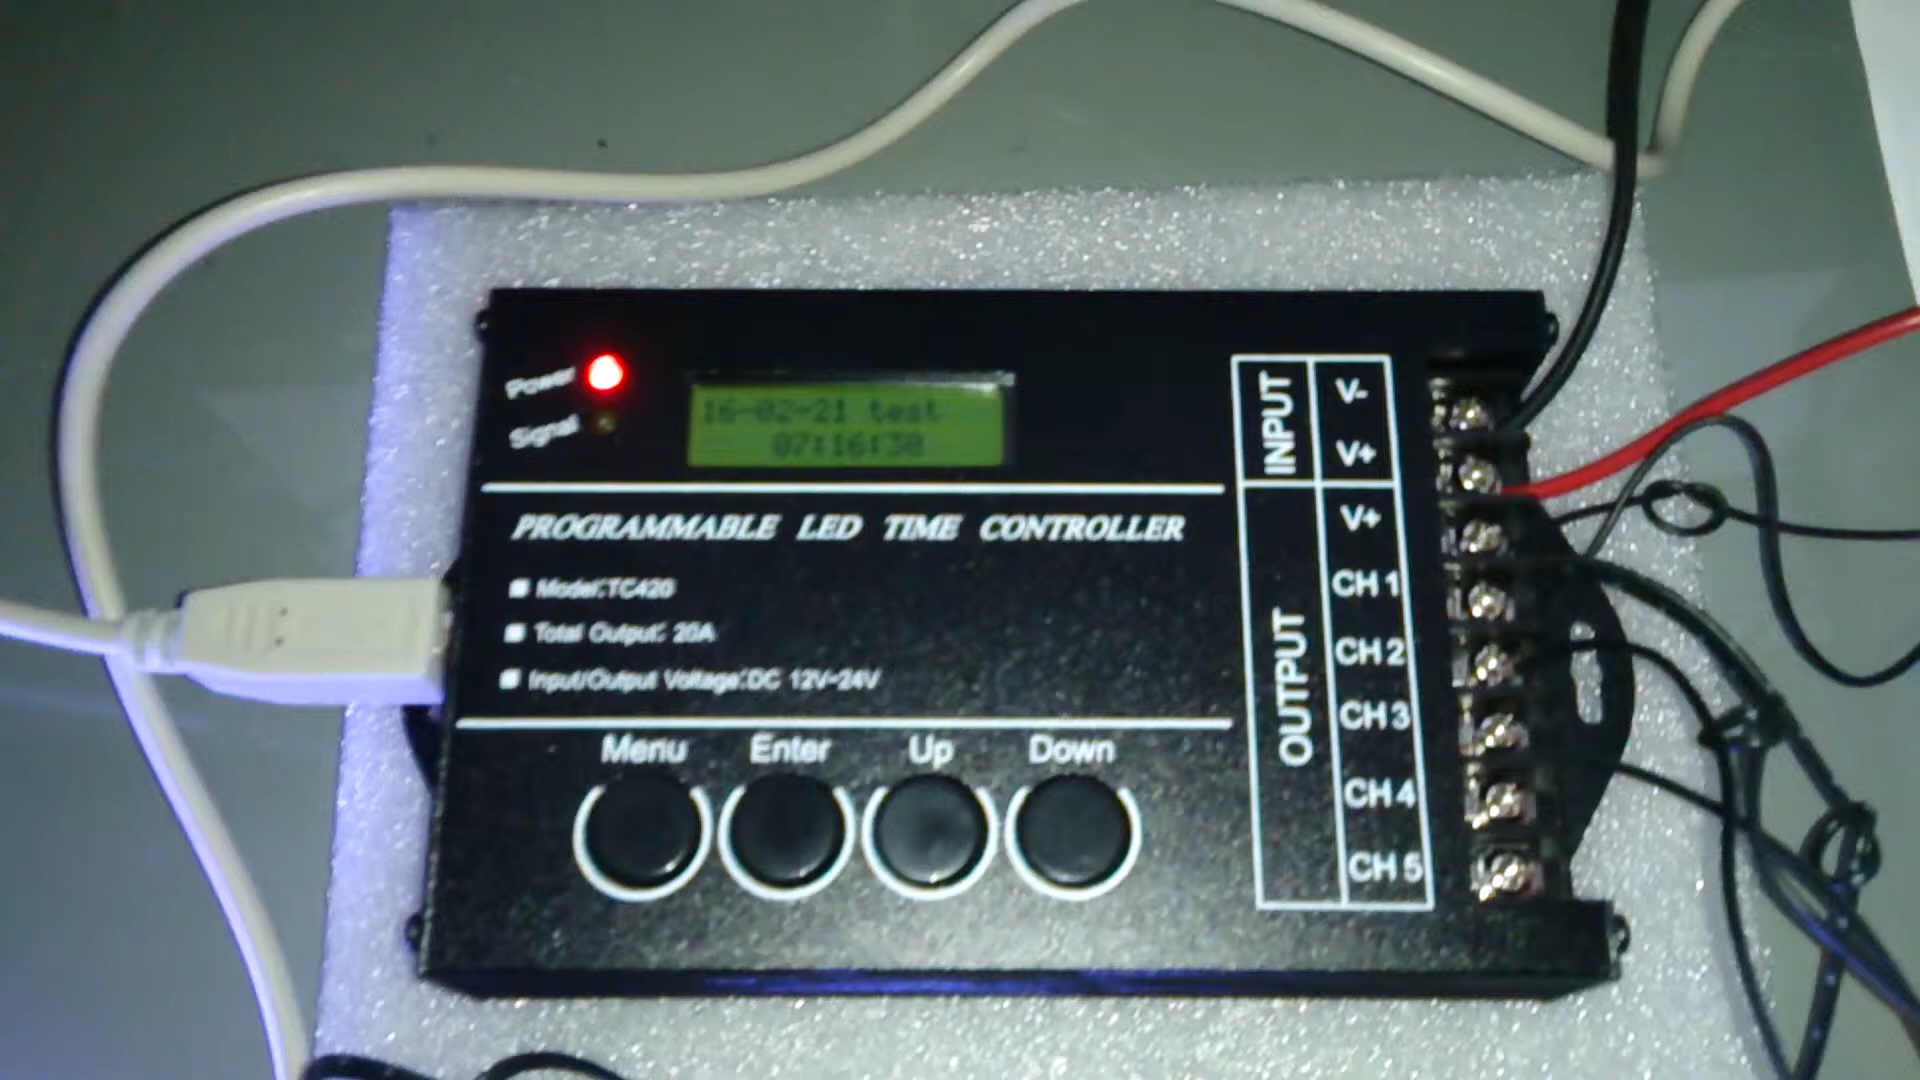 Power
Signal
16-02-21 test
07:16:30
PROGRAMMABLE LED TIME CONTROLLER
Model:TC420
Total Output: 20A
Input/Output Voltage:DC 12V-24V
Menu Enter Up Down
INPUT
V-
V+
OUTPUT
V+
CH 1
CH 2
CH 3
CH 4
CH 5